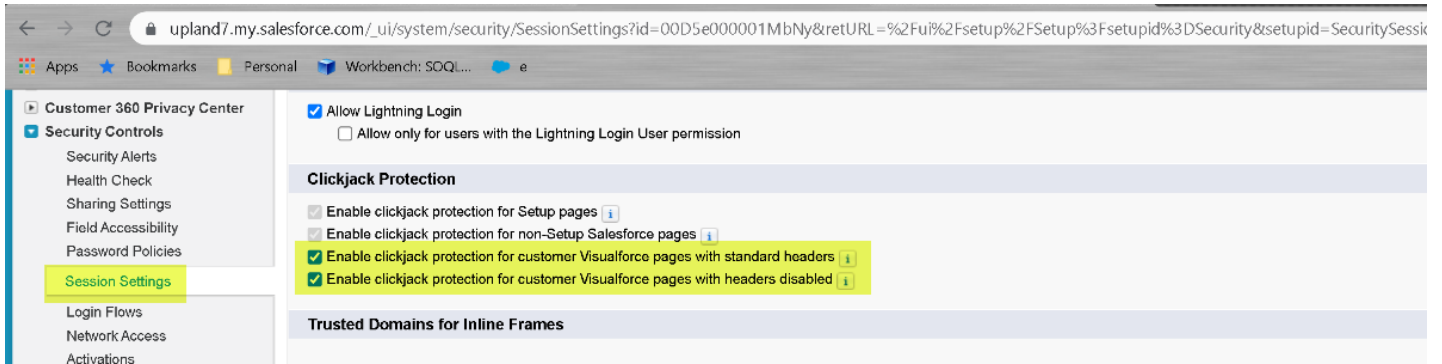 upland7.my.salesforce.com/_ui/system/security/SessionSettings?id=00D5e000001MbNy&retURL=%2Fui%2Fsetup%2FSetup%3Fsetupid%3DSecurity&setupid=SecuritySessic
Apps Bookmarks Personal Workbench: SOQL... e
Customer 360 Privacy Center
Security Controls
Security Alerts
Health Check
Sharing Settings
Field Accessibility
Password Policies
Session Settings
Login Flows
Network Access
Activations
Allow Lightning Login
Allow only for users with the Lightning Login User permission
Clickjack Protection
Enable clickjack protection for Setup pages i
Enable clickjack protection for non-Setup Salesforce pages i
Enable clickjack protection for customer Visualforce pages with standard headers i
Enable clickjack protection for customer Visualforce pages with headers disabled i
Trusted Domains for Inline Frames